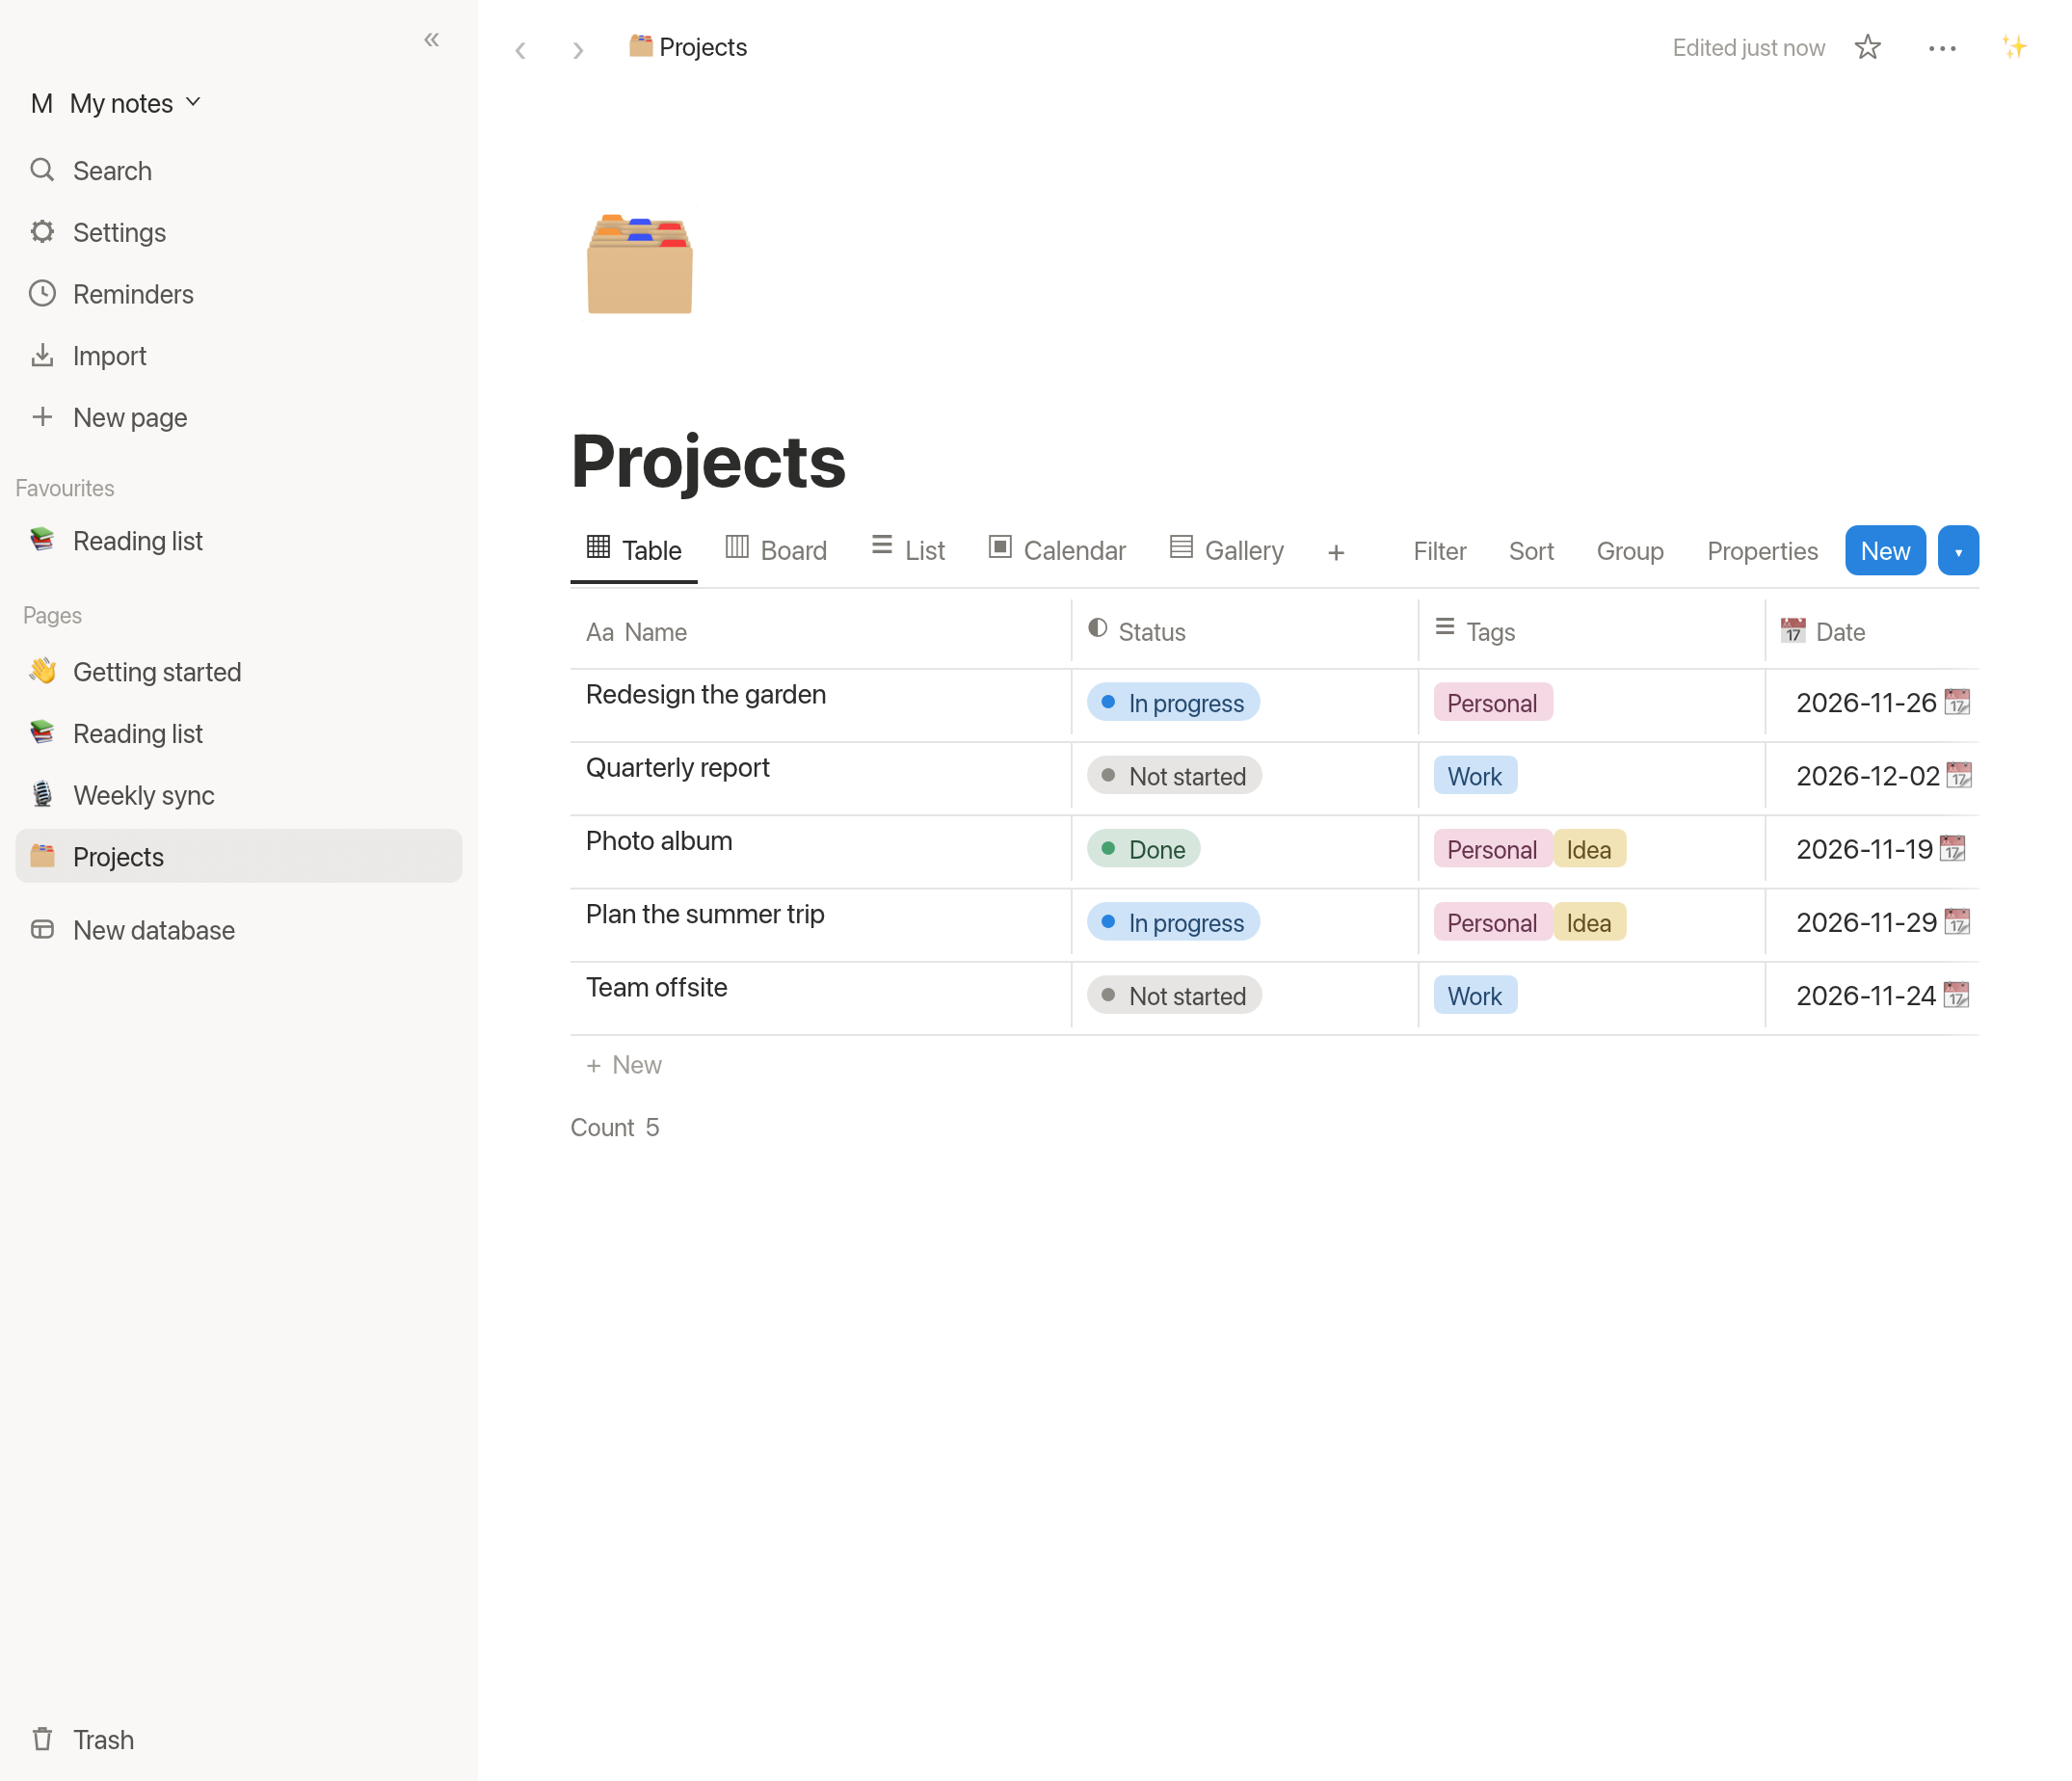 M My notes
Search
Settings
Reminders
Import
New page
Favourites
Reading list
Pages
Getting started
Reading list
Weekly sync
Projects
New database
Trash
Projects
Edited just now
Projects
Table Board List Calendar Gallery + Filter Sort Group Properties New
Aa Name Status Tags Date
Redesign the garden In progress Personal 2026-11-26
Quarterly report Not started Work 2026-12-02
Photo album Done Personal Idea 2026-11-19
Plan the summer trip In progress Personal Idea 2026-11-29
Team offsite Not started Work 2026-11-24
+ New
Count 5